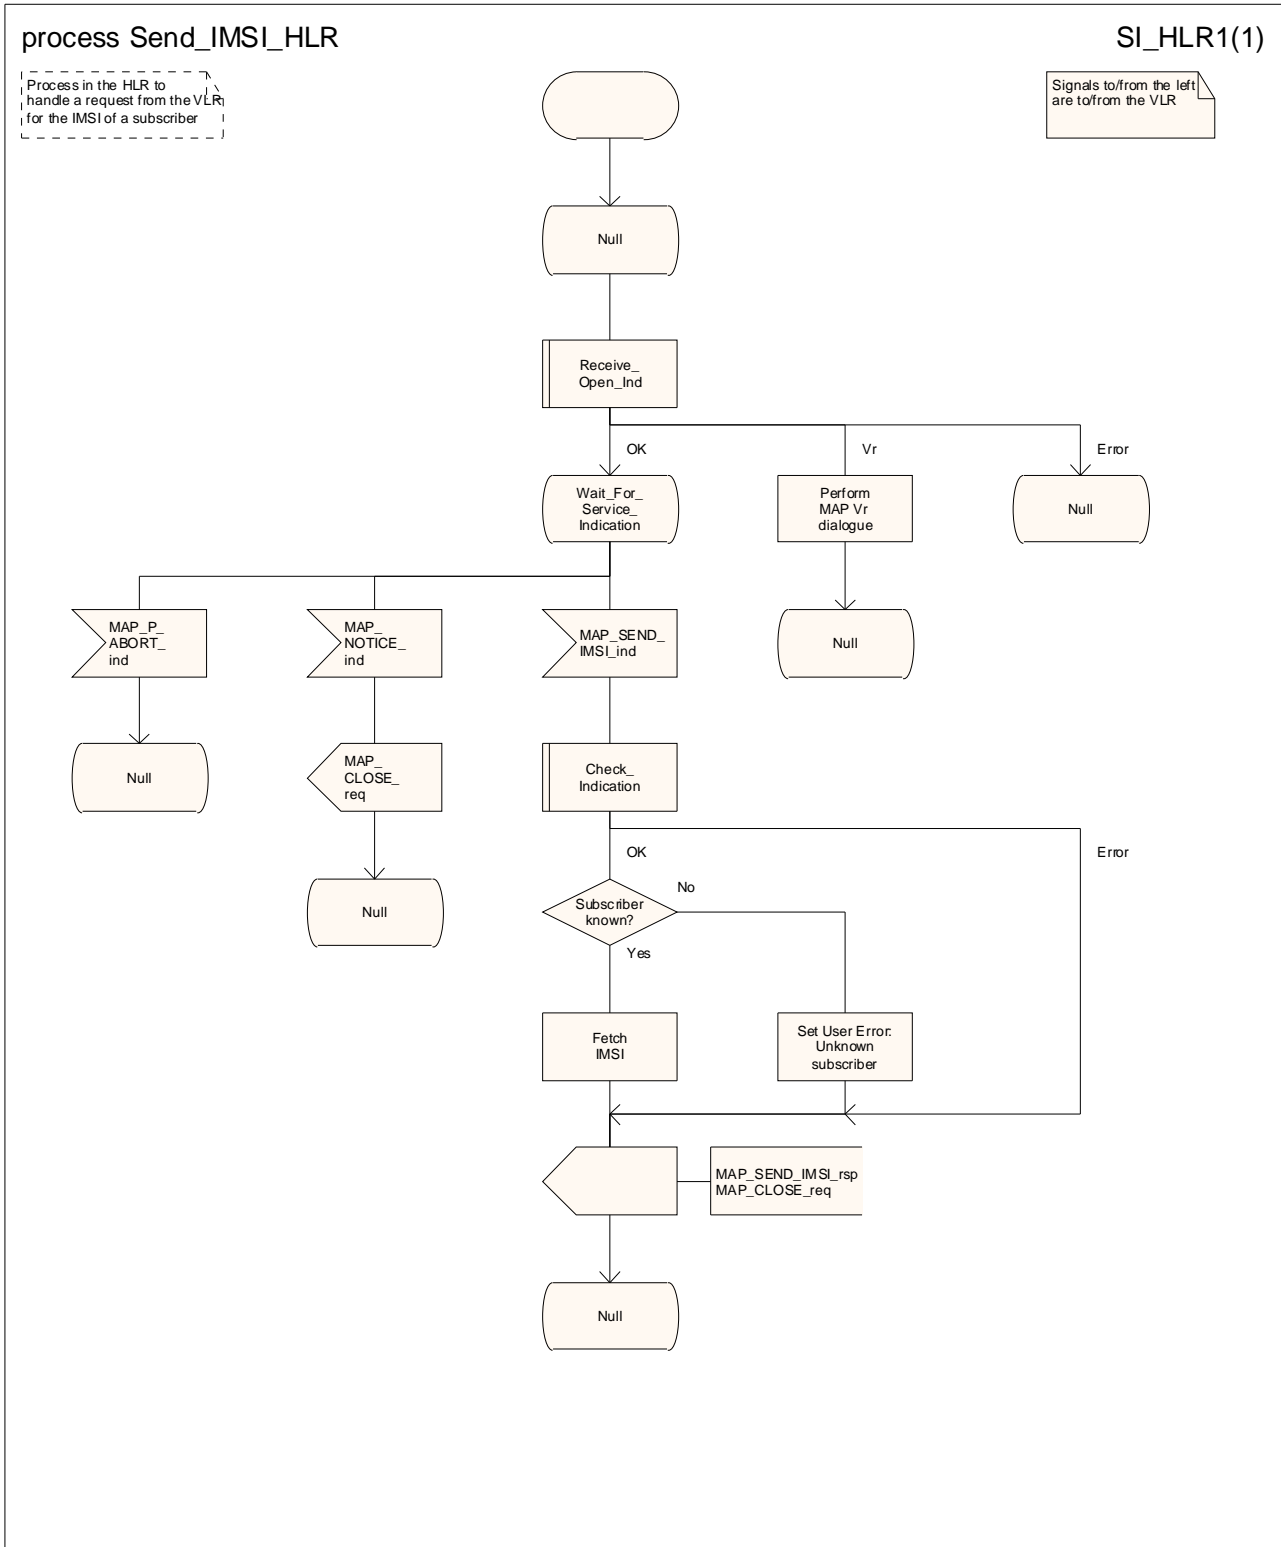 process Send_IMSI_HLR
SI_HLR1(1)
Process in the HLR to
handle a request from the VLR
for the IMSI of a subscriber
Signals to/from the left
are to/from the VLR
Null
Receive_
Open_Ind
OK
Vr
Error
Wait_For_
Service_
Indication
Perform
MAP Vr
dialogue
Null
MAP_P_
ABORT_
ind
MAP_
NOTICE_
ind
MAP_SEND_
IMSI_ind
Null
Null
MAP_
CLOSE_
req
Check_
Indication
OK
Error
Null
Subscriber
known?
No
Yes
Fetch
IMSI
Set User Error:
Unknown
subscriber
MAP_SEND_IMSI_rsp
MAP_CLOSE_req
Null